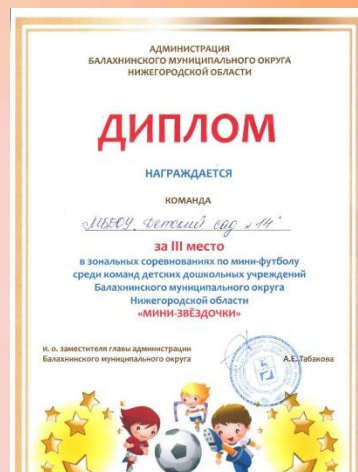 АДМИНИСТРАЦИЯ
БАЛАХНИНСКОГО МУНИЦИПАЛЬНОГО ОКРУГА
НИЖЕГОРОДСКОЙ ОБЛАСТИ
ДИПЛОМ
НАГРАЖДАЕТСЯ
КОМАНДА
МБДОУ "Детский сад №14"
за III место
в зональных соревнованиях по мини-футболу
среди команд детских дошкольных учреждений
Балахнинского муниципального округа
Нижегородской области
«МИНИ-ЗВЁЗДОЧКИ»
и. о. заместителя главы администрации
Балахнинского муниципального округа
А.Е. Табакова